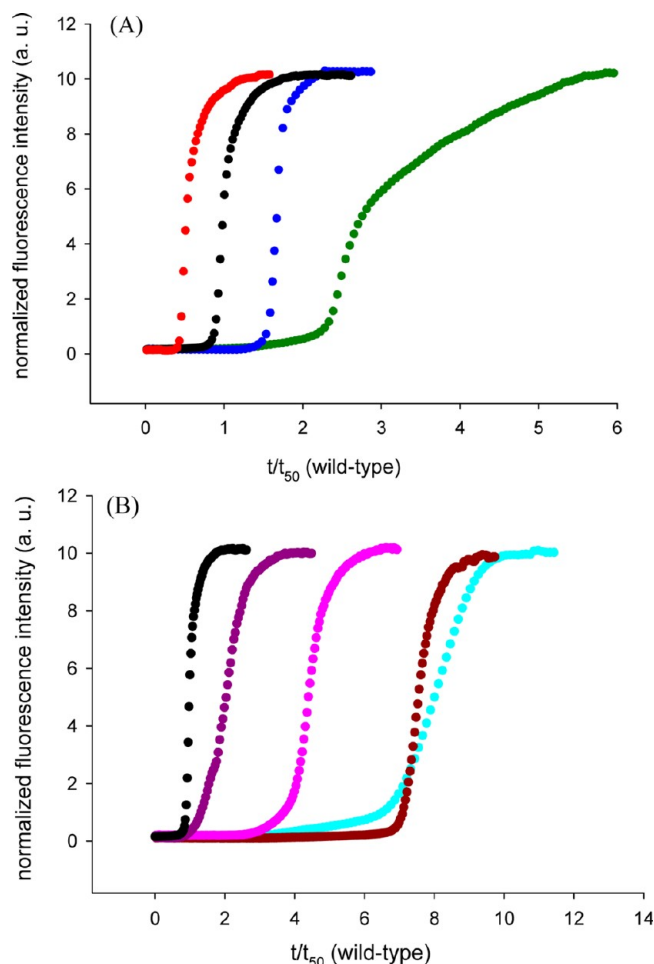 (A)
normalized fluorescence intensity (a. u.)
12
10
8
6
4
2
0
0 1 2 3 4 5 6
t/t50 (wild-type)
(B)
normalized fluorescence intensity (a. u.)
12
10
8
6
4
2
0
0 2 4 6 8 10 12 14
t/t50 (wild-type)